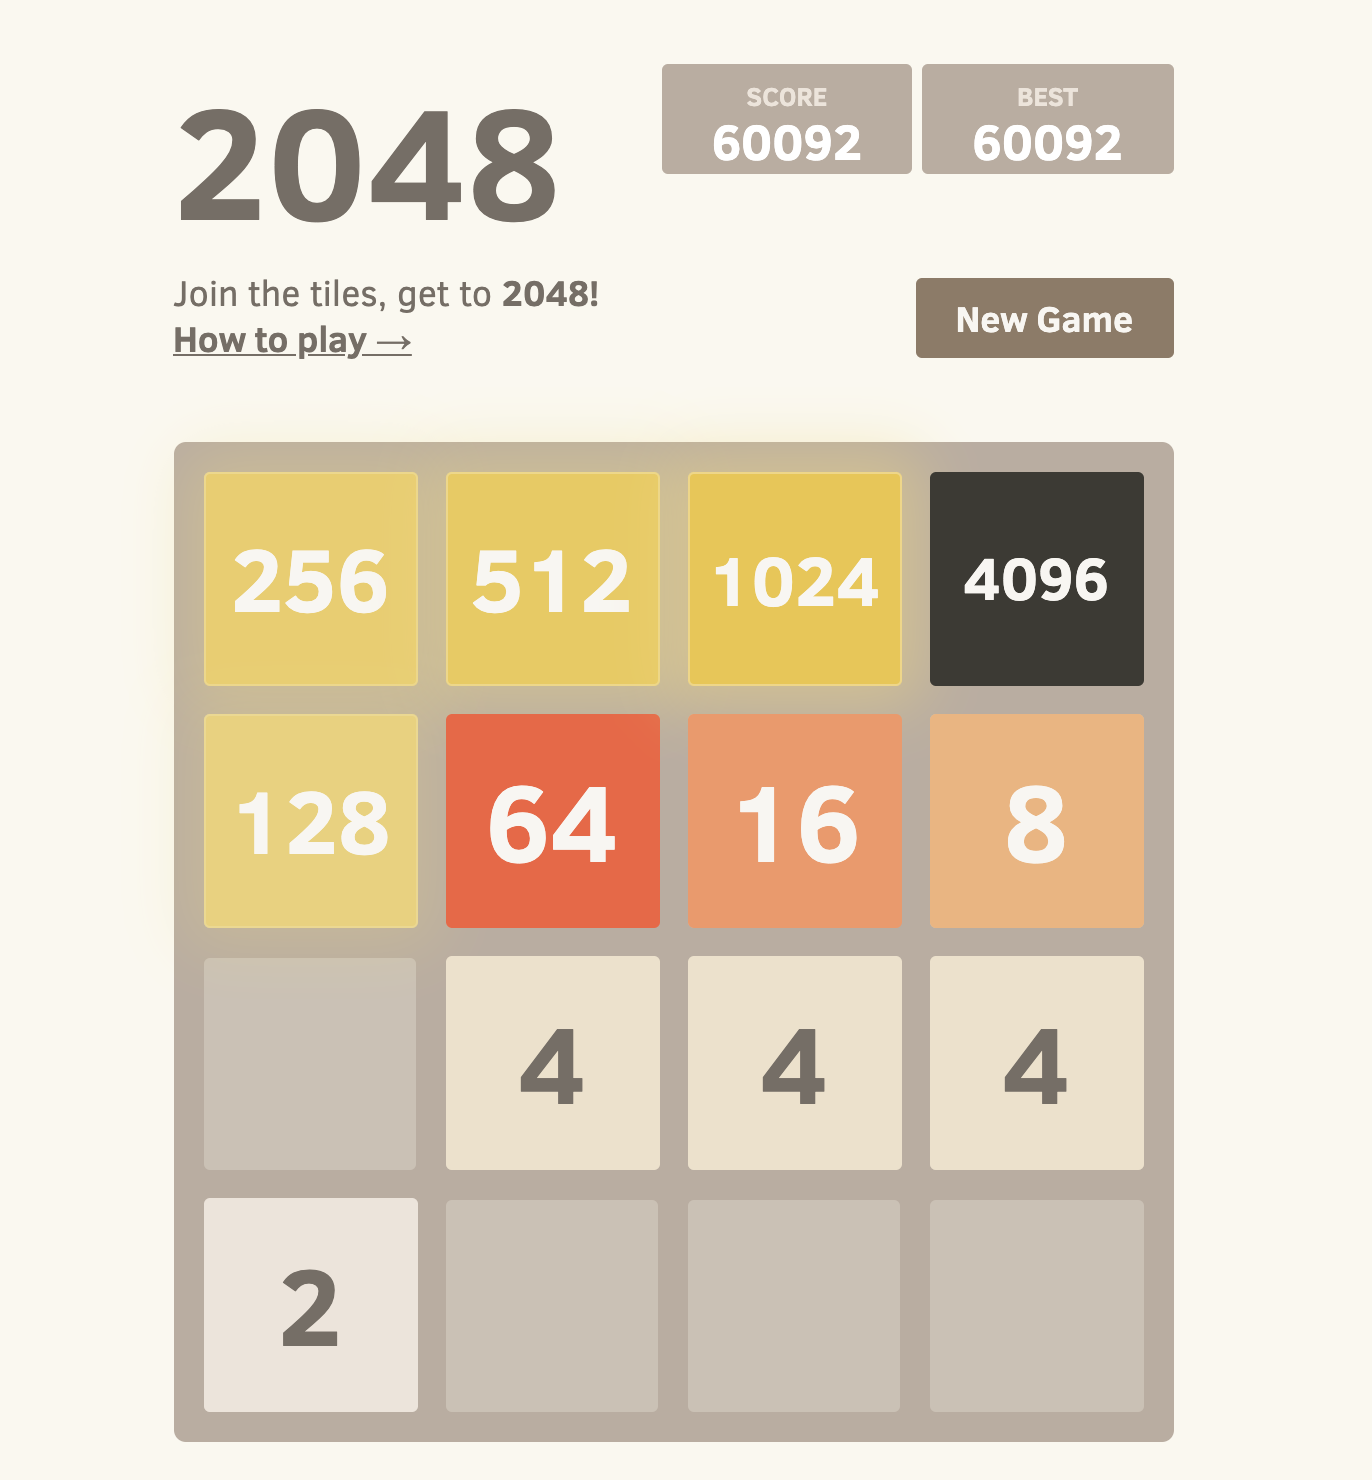 2048
SCORE
60092
BEST
60092
Join the tiles, get to 2048!
How to play →
New Game
256 512 1024 4096
128 64 16 8
4 4 4
2